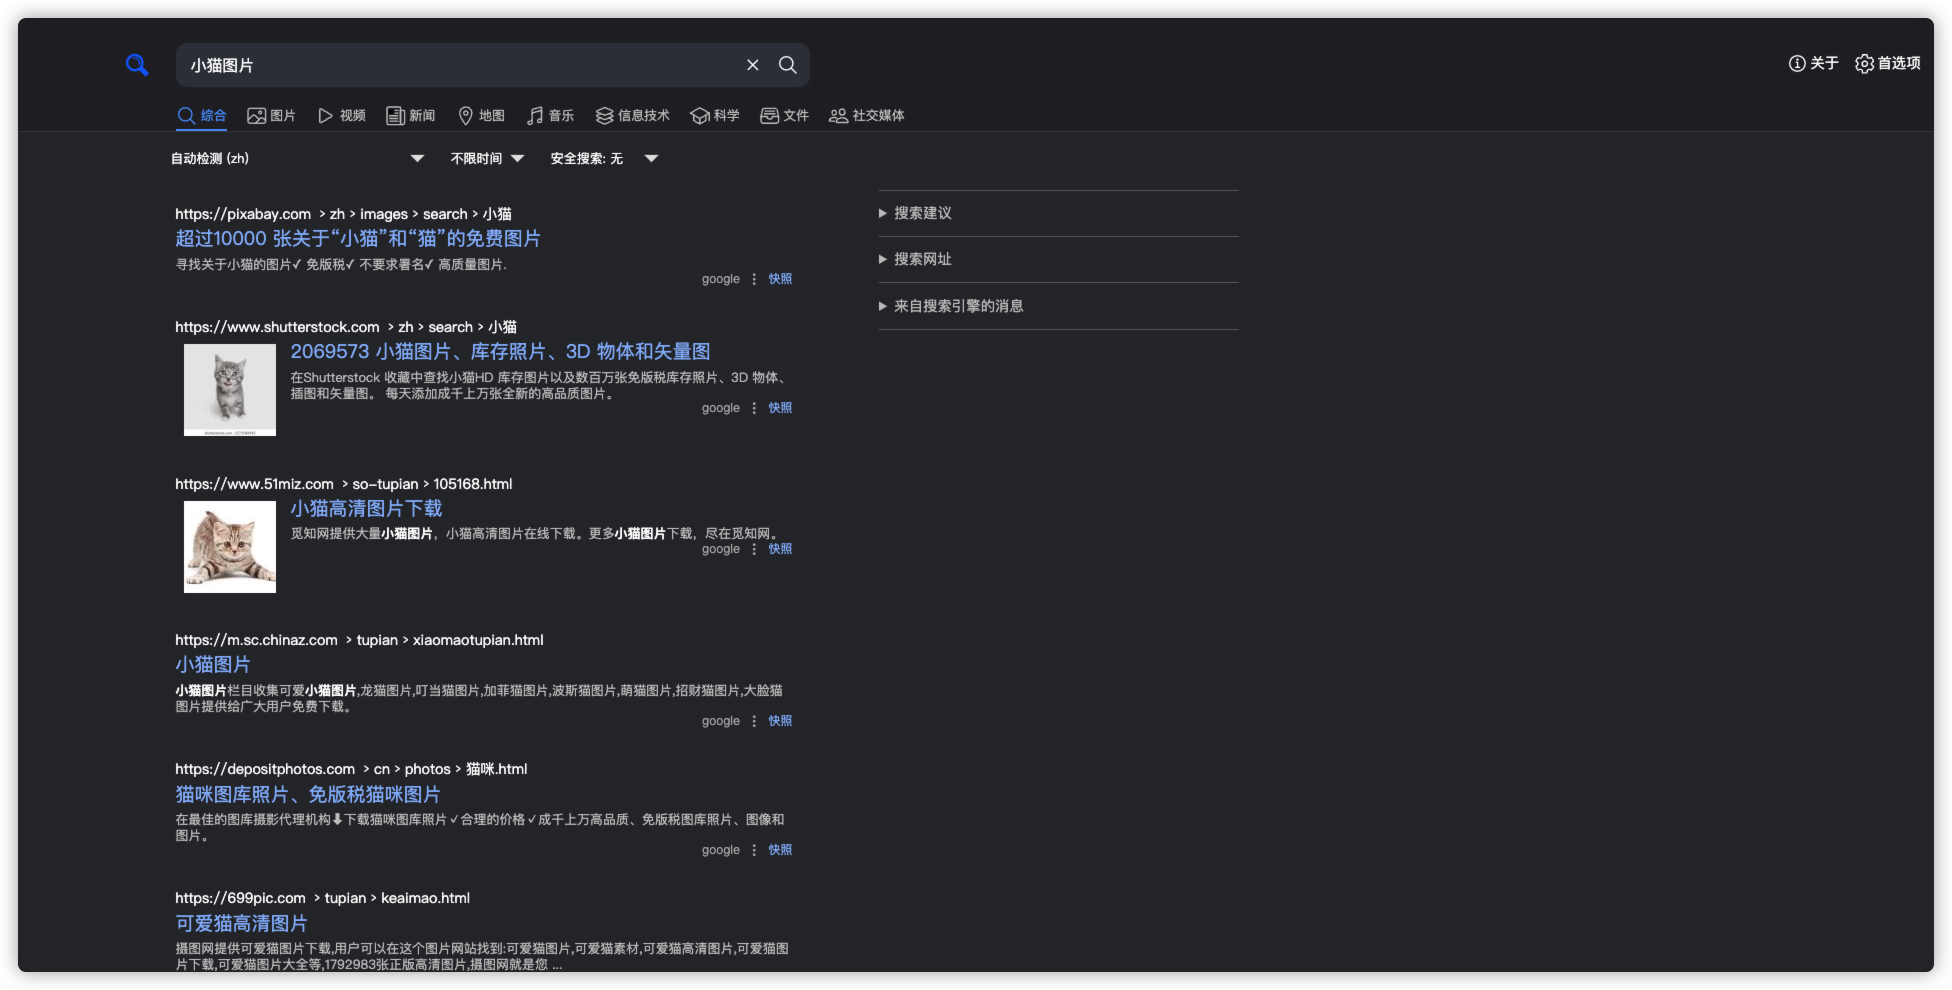 小猫图片
关于 首选项
综合 图片 视频 新闻 地图 音乐 信息技术 科学 文件 社交媒体
自动检测 (zh) 不限时间 安全搜索: 无
https://pixabay.com › zh › images › search › 小猫
超过10000 张关于“小猫”和“猫”的免费图片
寻找关于小猫的图片✓ 免版税✓ 不要求署名✓ 高质量图片.
google 快照
https://www.shutterstock.com › zh › search › 小猫
2069573 小猫图片、库存照片、3D 物体和矢量图
在Shutterstock 收藏中查找小猫HD 库存图片以及数百万张免版税库存照片、3D 物体、
插图和矢量图。 每天添加成千上万张全新的高品质图片。
google 快照
https://www.51miz.com › so-tupian › 105168.html
小猫高清图片下载
觅知网提供大量小猫图片，小猫高清图片在线下载。更多小猫图片下载，尽在觅知网。
google 快照
https://m.sc.chinaz.com › tupian › xiaomaotupian.html
小猫图片
小猫图片栏目收集可爱小猫图片,龙猫图片,叮当猫图片,加菲猫图片,波斯猫图片,萌猫图片,招财猫图片,大脸猫
图片提供给广大用户免费下载。
google 快照
https://depositphotos.com › cn › photos › 猫咪.html
猫咪图库照片、免版税猫咪图片
在最佳的图库摄影代理机构⬇下载猫咪图库照片✓合理的价格✓成千上万高品质、免版税图库照片、图像和
图片。
google 快照
https://699pic.com › tupian › keaimao.html
可爱猫高清图片
摄图网提供可爱猫图片下载,用户可以在这个图片网站找到:可爱猫图片,可爱猫素材,可爱猫高清图片,可爱猫图
片下载,可爱猫图片大全等,1792983张正版高清图片,摄图网就是您 ...
搜索建议
搜索网址
来自搜索引擎的消息